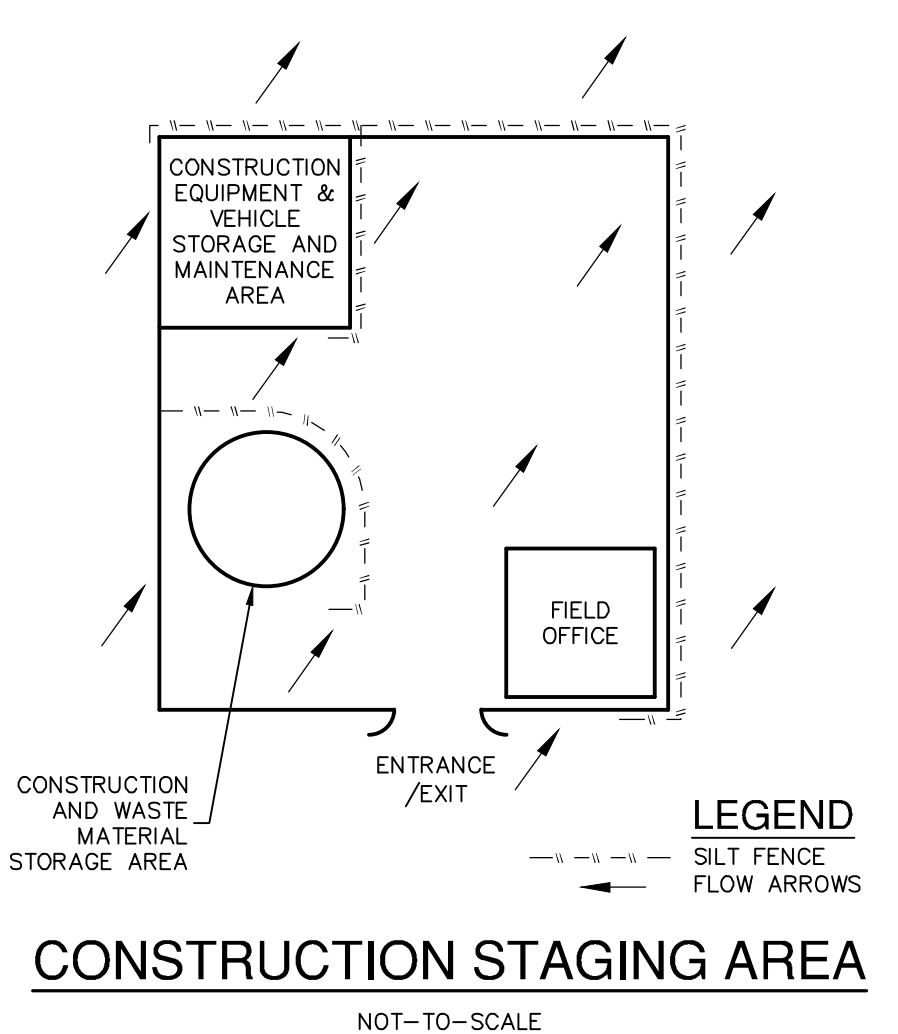 CONSTRUCTION
EQUIPMENT &
VEHICLE
STORAGE AND
MAINTENANCE
AREA
FIELD
OFFICE
ENTRANCE
/EXIT
CONSTRUCTION
AND WASTE
MATERIAL
STORAGE AREA
LEGEND
SILT FENCE
FLOW ARROWS
CONSTRUCTION STAGING AREA
NOT-TO-SCALE